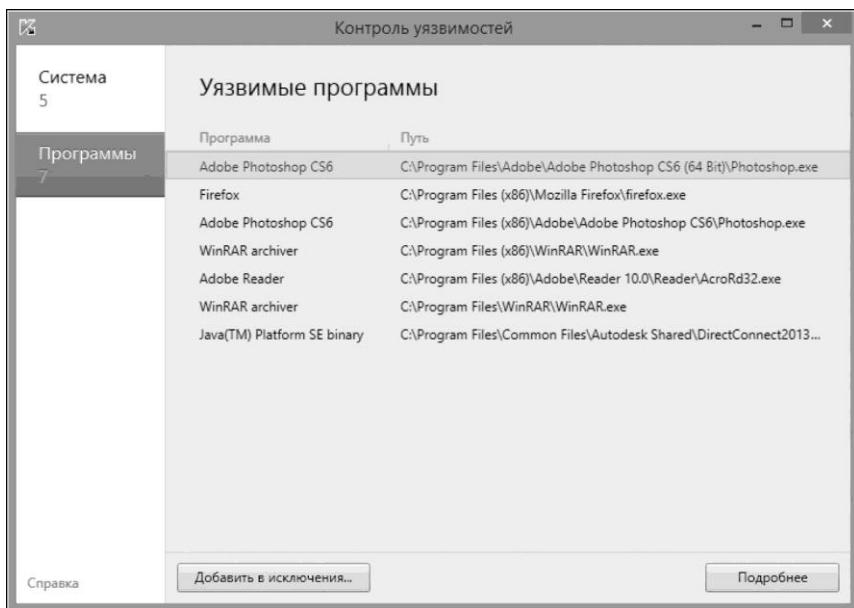 Контроль уязвимостей
Система
5
Программы
7
Уязвимые программы
Программа Путь
Adobe Photoshop CS6 C:\Program Files\Adobe\Adobe Photoshop CS6 (64 Bit)\Photoshop.exe
Firefox C:\Program Files (x86)\Mozilla Firefox\firefox.exe
Adobe Photoshop CS6 C:\Program Files (x86)\Adobe\Adobe Photoshop CS6\Photoshop.exe
WinRAR archiver C:\Program Files (x86)\WinRAR\WinRAR.exe
Adobe Reader C:\Program Files (x86)\Adobe\Reader 10.0\Reader\AcroRd32.exe
WinRAR archiver C:\Program Files\WinRAR\WinRAR.exe
Java(TM) Platform SE binary C:\Program Files\Common Files\Autodesk Shared\DirectConnect2013...
Справка
Добавить в исключения...
Подробнее